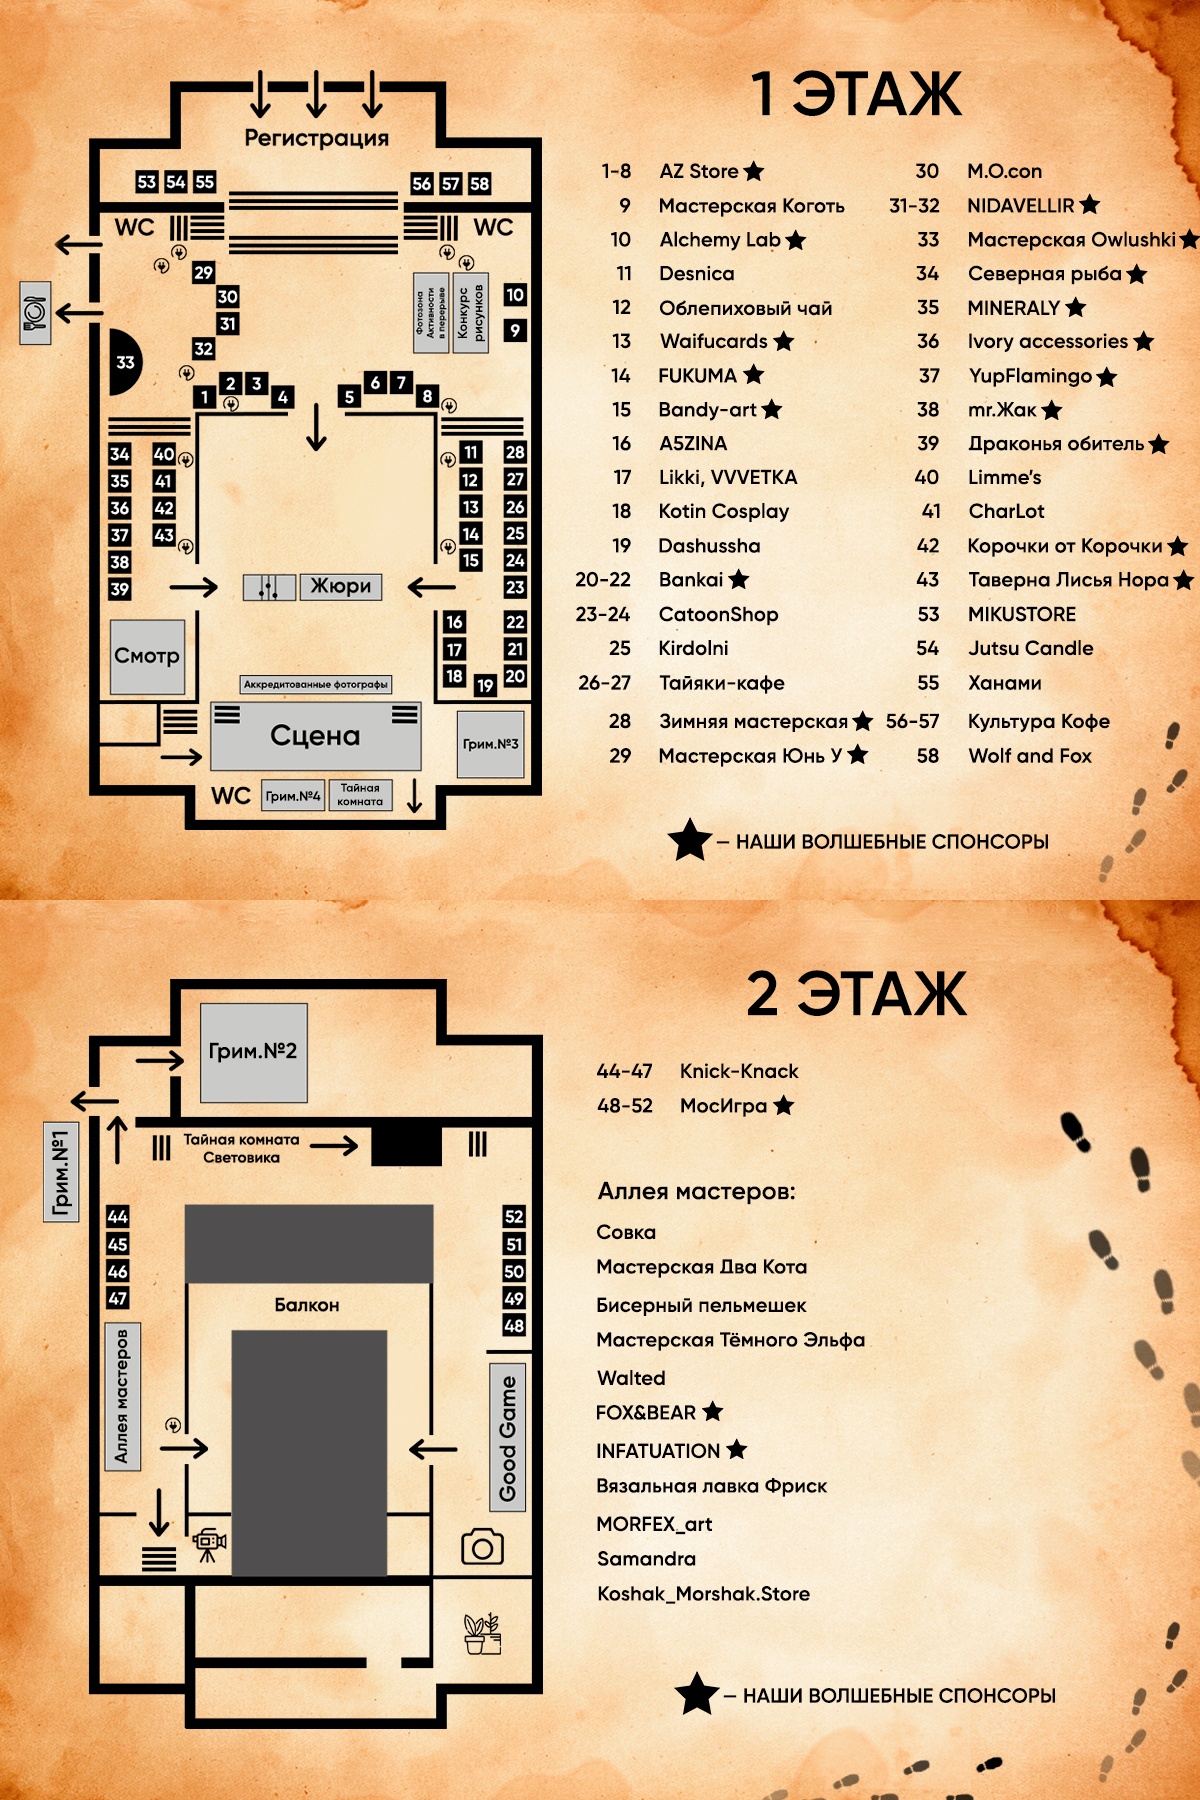 1 ЭТАЖ
Регистрация
53 54 55
56 57 58
WC
WC
29
30
31
32
33
Фотозона
Активности
в перерыве
Конкурс
рисунков
10
9
1 2 3 4
5 6 7 8
34 40
35 41
36 42
37 43
38
39
11 28
12 27
13 26
14 25
15 24
23
16 22
17 21
18 19 20
Жюри
Смотр
Аккредитованные фотографы
Сцена
Грим.№3
WC
Грим.№4
Тайная
комната
1-8 AZ Store
9 Мастерская Коготь
10 Alchemy Lab
11 Desnica
12 Облепиховый чай
13 Waifucards
14 FUKUMA
15 Bandy-art
16 A5ZINA
17 Likki, VVVETKA
18 Kotin Cosplay
19 Dashussha
20-22 Bankai
23-24 CatoonShop
25 Kirdolni
26-27 Тайяки-кафе
28 Зимняя мастерская
29 Мастерская Юнь У
30 M.O.con
31-32 NIDAVELLIR
33 Мастерская Owlushki
34 Северная рыба
35 MINERALY
36 Ivory accessories
37 YupFlamingo
38 mr.Жак
39 Драконья обитель
40 Limme’s
41 CharLot
42 Корочки от Корочки
43 Таверна Лисья Нора
53 MIKUSTORE
54 Jutsu Candle
55 Ханами
56-57 Культура Кофе
58 Wolf and Fox
– НАШИ ВОЛШЕБНЫЕ СПОНСОРЫ
2 ЭТАЖ
Грим.№2
Грим.№1
Тайная комната
Световика
44
45
46
47
52
51
50
49
48
Балкон
Аллея мастеров
Good Game
44-47 Knick-Knack
48-52 МосИгра
Аллея мастеров:
Совка
Мастерская Два Кота
Бисерный пельмешек
Мастерская Тёмного Эльфа
Walted
FOX&BEAR
INFATUATION
Вязальная лавка Фриск
MORFEX_art
Samandra
Koshak_Morshak.Store
– НАШИ ВОЛШЕБНЫЕ СПОНСОРЫ